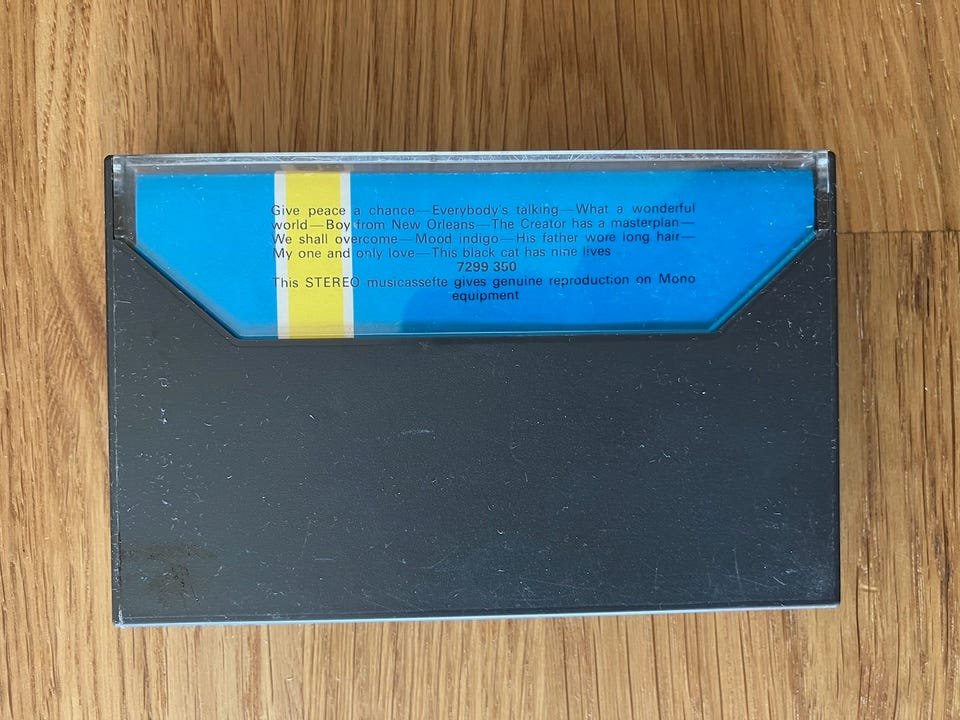 Give peace a chance—Everybody's talking—What a wonderful
world—Boy from New Orleans—The Creator has a masterplan—
We shall overcome—Mood indigo—His father wore long hair—
My one and only love—This black cat has nine lives
7299 350
This STEREO musicassette gives genuine reproduction on Mono
equipment